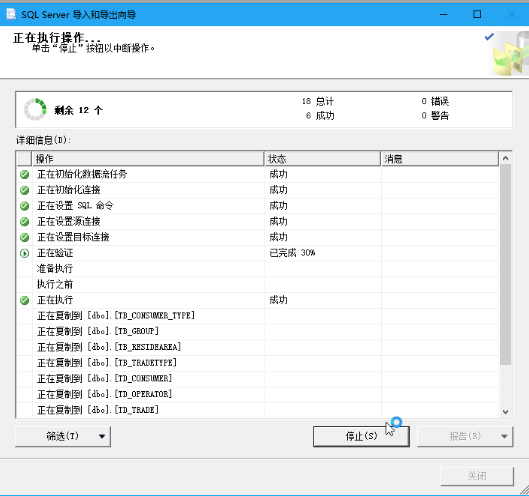 SQL Server 导入和导出向导
正在执行操作...
单击“停止”按钮以中断操作。
剩余 12 个
18 总计
0 错误
6 成功
0 警告
详细信息(D):
操作 状态 消息
正在初始化数据流任务 成功
正在初始化连接 成功
正在设置 SQL 命令 成功
正在设置源连接 成功
正在设置目标连接 成功
正在验证 已完成 30%
准备执行
执行之前
正在执行 成功
正在复制到 [dbo].[TB_CONSUMER_TYPE]
正在复制到 [dbo].[TB_GROUP]
正在复制到 [dbo].[TB_RESIDEAREA]
正在复制到 [dbo].[TB_TRADETYPE]
正在复制到 [dbo].[TD_CONSUMER]
正在复制到 [dbo].[TD_OPERATOR]
正在复制到 [dbo].[TD_TRADE]
筛选(T)
停止(S)
报告(R)
关闭